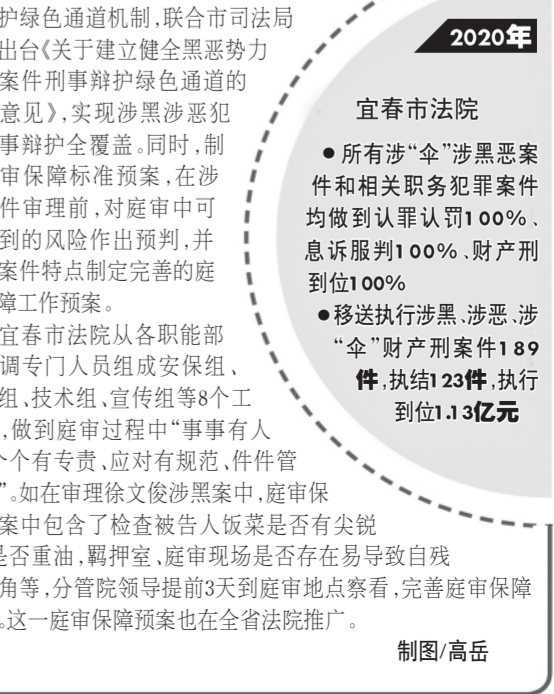 护绿色通道机制,联合市司法局
出台《关于建立健全黑恶势力
案件刑事辩护绿色通道的
意见》,实现涉黑涉恶犯
事辩护全覆盖。同时,制
审保障标准预案,在涉
件审理前,对庭审中可
到的风险作出预判,并
案件特点制定完善的庭
障工作预案。
宜春市法院从各职能部
调专门人员组成安保组、
组、技术组、宣传组等8个工
,做到庭审过程中“事事有人
个个有专责、应对有规范、件件管
”。如在审理徐文俊涉黑案中,庭审保
案中包含了检查被告人饭菜是否有尖锐
是否重油,羁押室、庭审现场是否存在易导致自残
角等,分管院领导提前3天到庭审地点察看,完善庭审保障
。这一庭审保障预案也在全省法院推广。
2020年
宜春市法院
●所有涉“伞”涉黑恶案
件和相关职务犯罪案件
均做到认罪认罚100%、
息诉服判100%、财产刑
到位100%
●移送执行涉黑、涉恶、涉
“伞”财产刑案件189
件,执结123件,执行
到位1.13亿元
制图/高岳